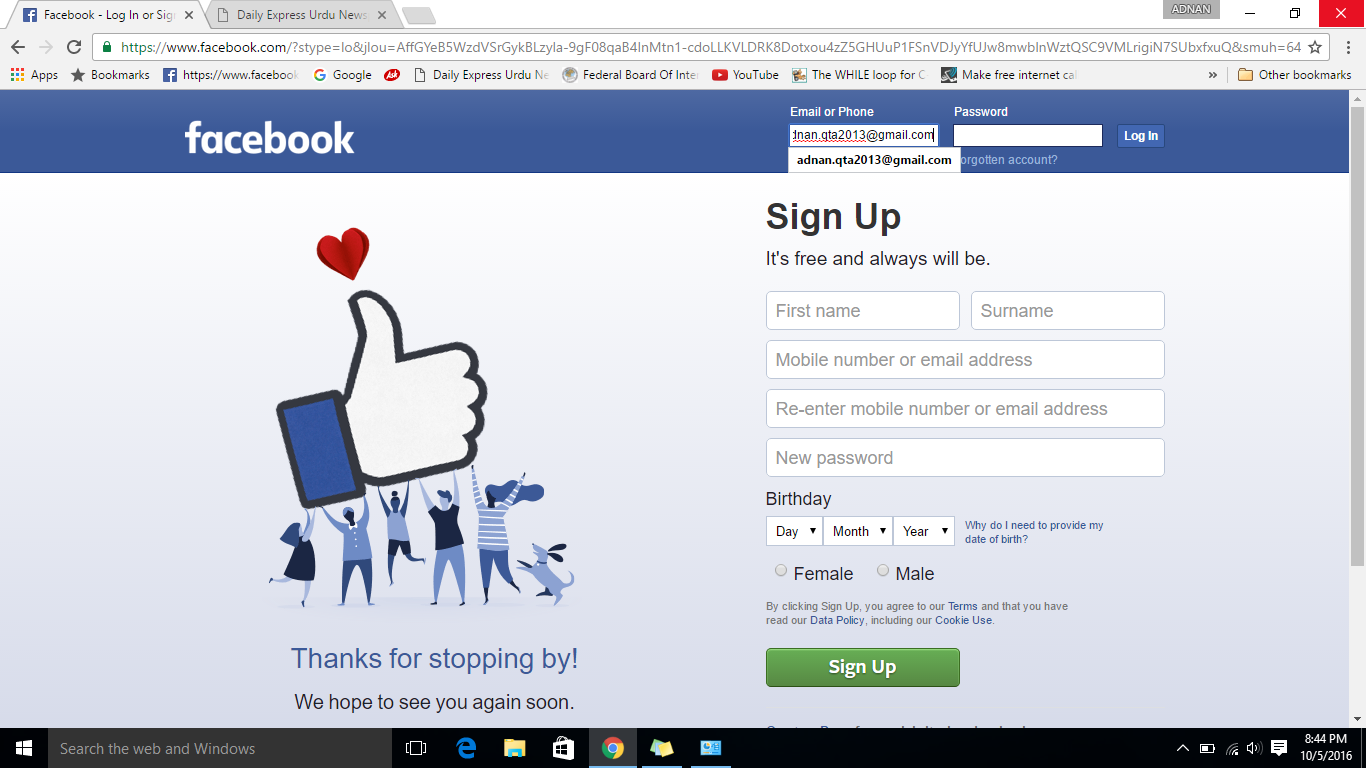 ADNAN
Facebook - Log In or Sig
Daily Express Urdu News
https://www.facebook.com/?stype=lo&jlou=AffGYeB5WzdVSrGykBLzyIa-9gF08qaB4InMtn1-cdoLLKVLDRK8Dotxou4zZ5GHUuP1FSnVDJyYfUJw8mwbInWztQSC9VMLrigiN7SUbxfxuQ&smuh=64
Apps Bookmarks https://www.facebook Google Ask Daily Express Urdu Ne Federal Board Of Inter YouTube The WHILE loop for C Make free internet cal » Other bookmarks
facebook
Email or Phone Password
dnan.qta2013@gmail.com Log In
adnan.qta2013@gmail.com orgotten account?
Sign Up
It's free and always will be.
First name Surname
Mobile number or email address
Re-enter mobile number or email address
New password
Birthday
Day Month Year
Why do I need to provide my
date of birth?
Female Male
By clicking Sign Up, you agree to our Terms and that you have
read our Data Policy, including our Cookie Use.
Sign Up
Thanks for stopping by!
We hope to see you again soon.
Search the web and Windows
8:44 PM
10/5/2016